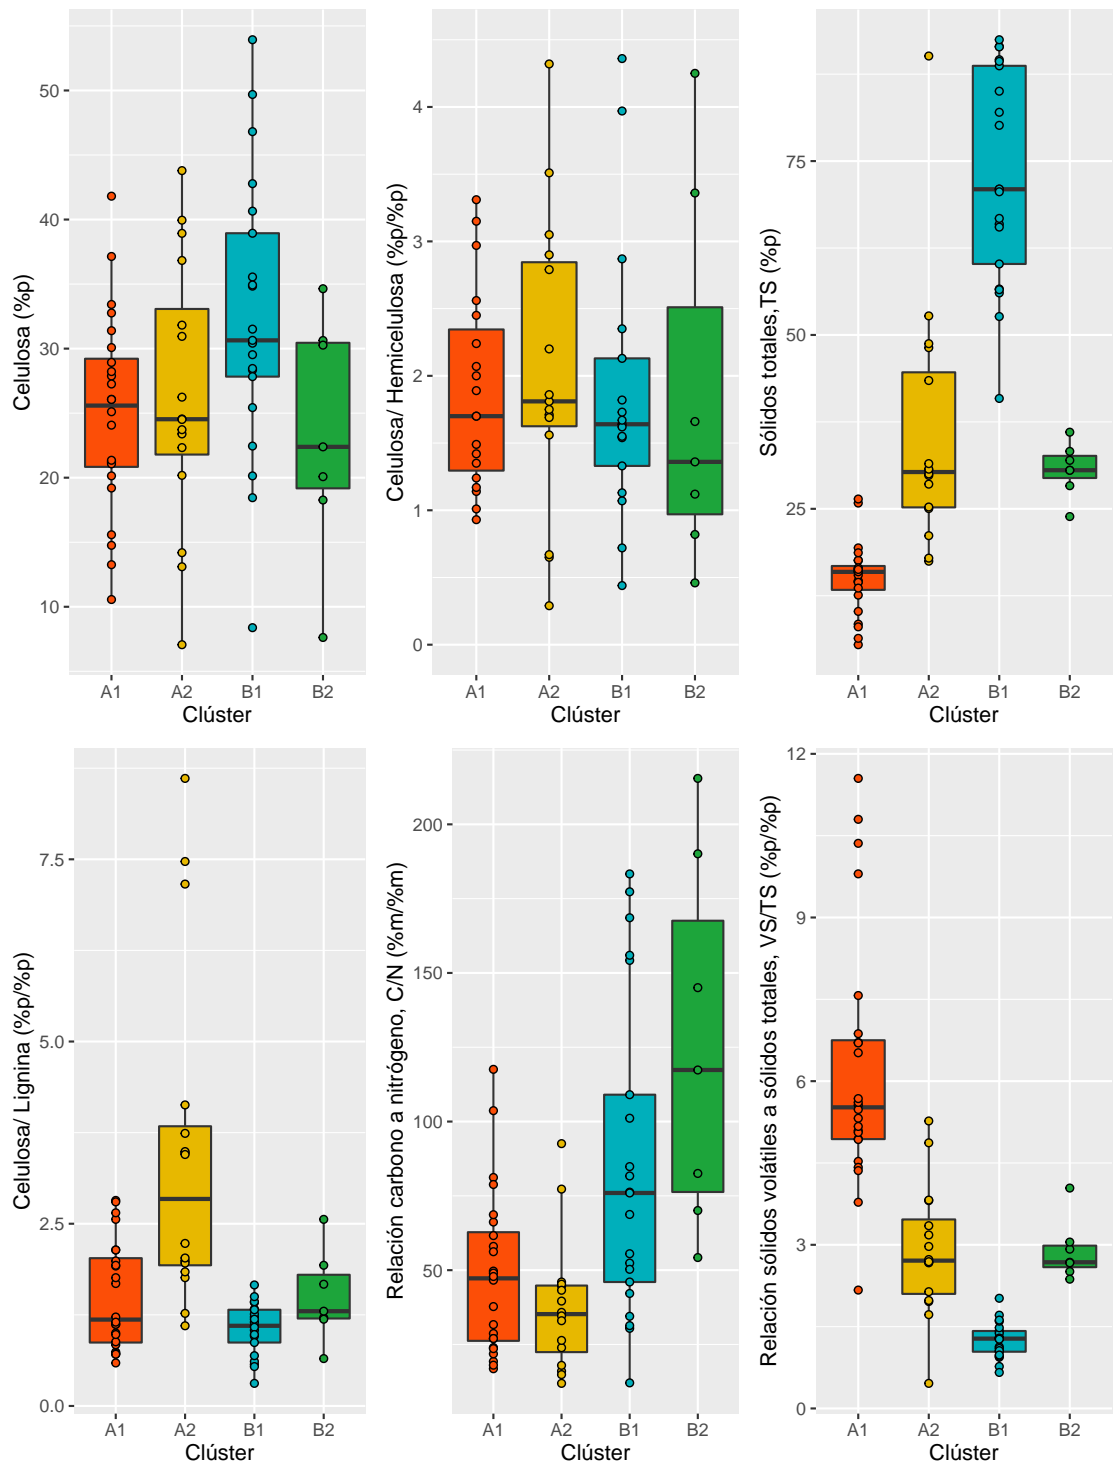 Celulosa (%p)
50
40
30
20
10
A1 A2 B1 B2
Clúster
Celulosa/ Hemicelulosa (%p/%p)
4
3
2
1
0
A1 A2 B1 B2
Clúster
Sólidos totales,TS (%p)
75
50
25
A1 A2 B1 B2
Clúster
Celulosa/ Lignina (%p/%p)
7.5
5.0
2.5
0.0
A1 A2 B1 B2
Clúster
Relación carbono a nitrógeno, C/N (%m/%m)
200
150
100
50
A1 A2 B1 B2
Clúster
Relación sólidos volátiles a sólidos totales, VS/TS (%p/%p)
12
9
6
3
0
A1 A2 B1 B2
Clúster